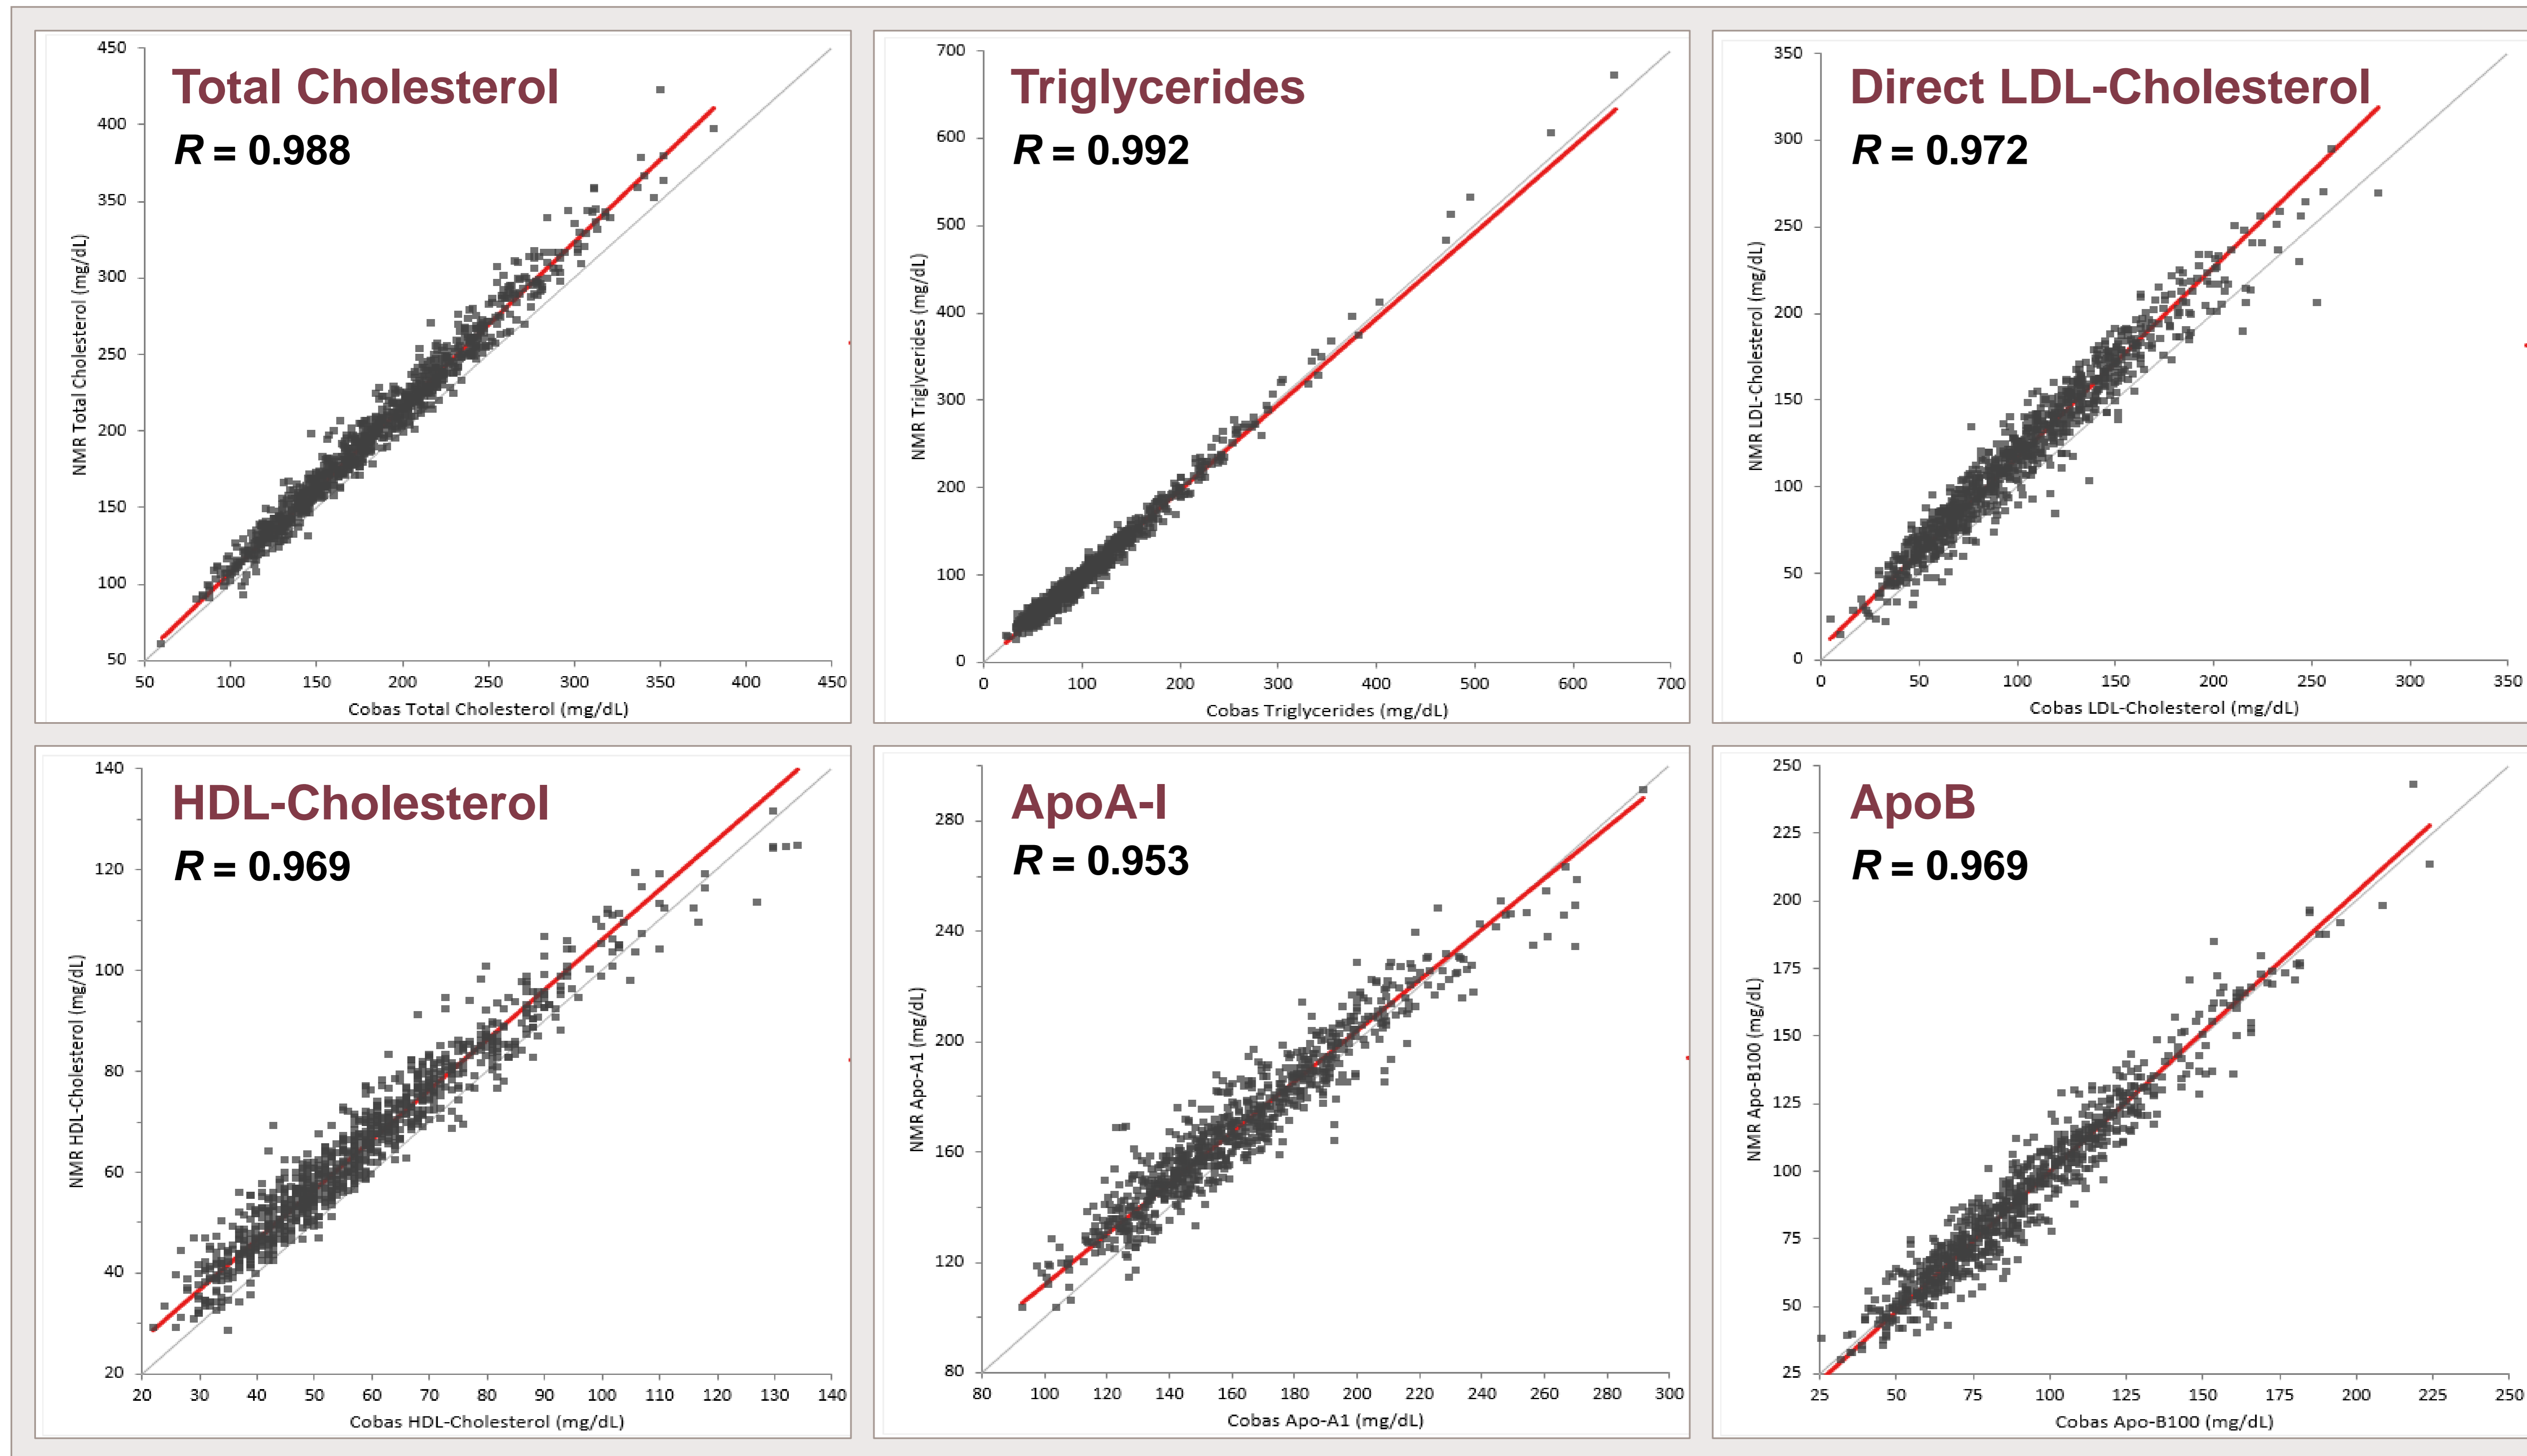 Total Cholesterol
R = 0.988
450
400
350
300
250
200
150
100
50
NMR Total Cholesterol (mg/dL)
50 100 150 200 250 300 350 400 450
Cobas Total Cholesterol (mg/dL)
Triglycerides
R = 0.992
700
600
500
400
300
200
100
0
NMR Triglycerides (mg/dL)
0 100 200 300 400 500 600 700
Cobas Triglycerides (mg/dL)
Direct LDL-Cholesterol
R = 0.972
350
300
250
200
150
100
50
0
NMR LDL-Cholesterol (mg/dL)
0 50 100 150 200 250 300 350
Cobas LDL-Cholesterol (mg/dL)
HDL-Cholesterol
R = 0.969
140
120
100
80
60
40
20
NMR HDL-Cholesterol (mg/dL)
20 30 40 50 60 70 80 90 100 110 120 130 140
Cobas HDL-Cholesterol (mg/dL)
ApoA-I
R = 0.953
280
240
200
160
120
80
NMR Apo-A1 (mg/dL)
80 100 120 140 160 180 200 220 240 260 280 300
Cobas Apo-A1 (mg/dL)
ApoB
R = 0.969
250
225
200
175
150
125
100
75
50
25
NMR Apo-B100 (mg/dL)
25 50 75 100 125 150 175 200 225 250
Cobas Apo-B100 (mg/dL)